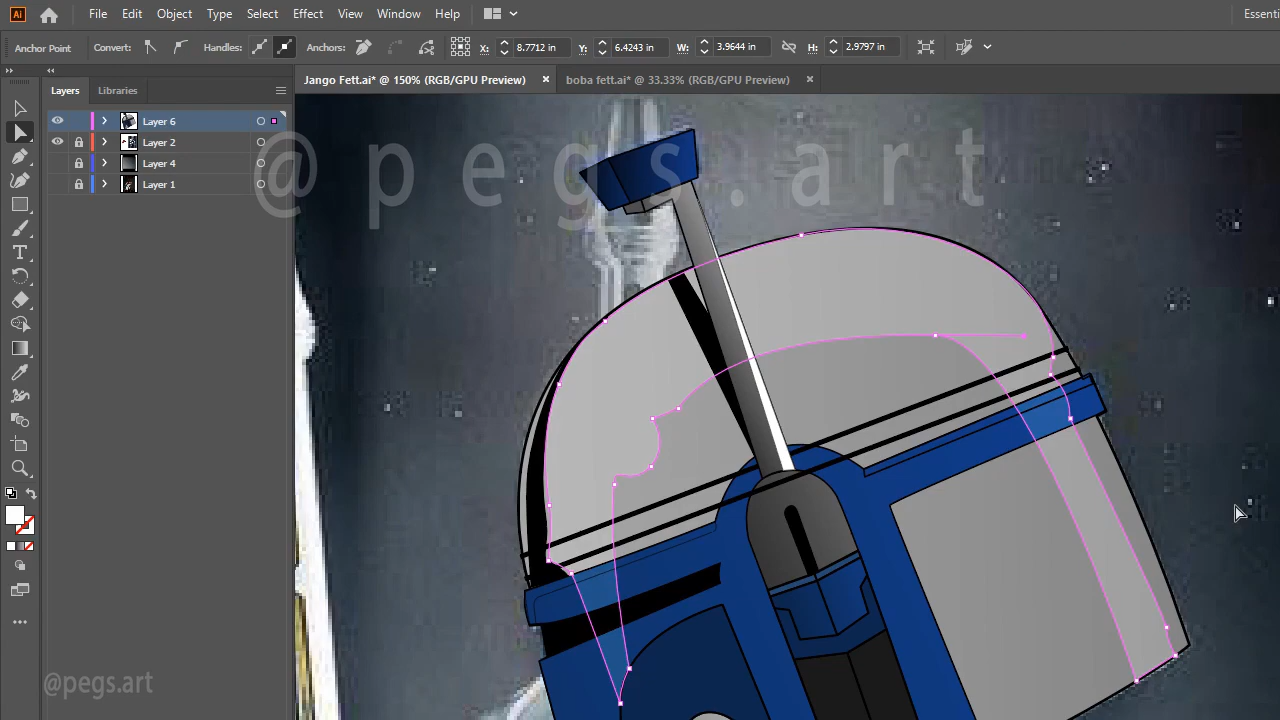 Ai File Edit Object Type Select Effect View Window Help Essenti
Anchor Point Convert: Handles: Anchors: X: 8.7712 in Y: 6.4243 in W: 3.9644 in H: 2.9797 in
Layers Libraries
Jango Fett.ai* @ 150% (RGB/GPU Preview) × boba fett.ai* @ 33.33% (RGB/GPU Preview) ×
Layer 6
Layer 2
Layer 4
Layer 1
@pegs.art
@pegs.art